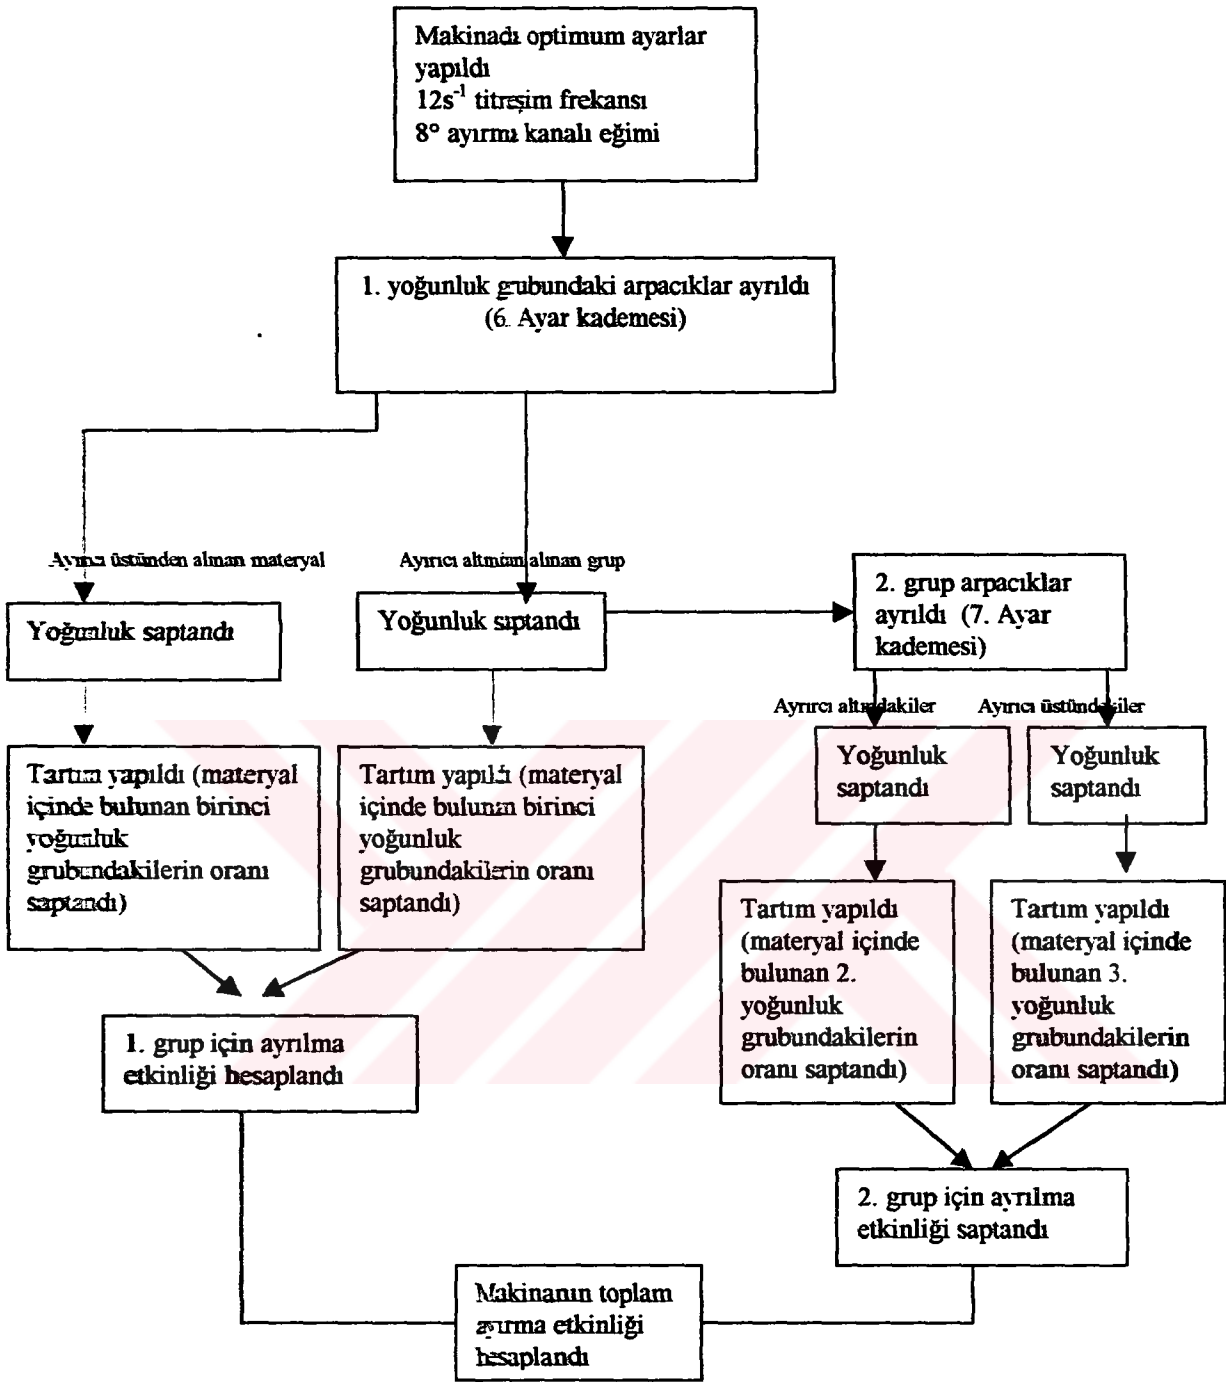 Makinadı optimum ayarlar
yapıldı
12s⁻¹ titreşim frekansı
8° ayırma kanalı eğimi
1. yoğunluk grubundaki arpacıklar ayrıldı
(6. Ayar kademesi)
Ayırıcı üstünden alınan materyal
Ayırıcı altından alınan grup
Yoğunluk saptandı
Yoğunluk saptandı
2. grup arpacıklar
ayrıldı (7. Ayar
kademesi)
Ayırıcı altındakiler
Ayırıcı üstündekiler
Yoğunluk
saptandı
Yoğunluk
saptandı
Tartım yapıldı (materyal
içinde bulunan birinci
yoğunluk
grubundakilerin oranı
saptandı)
Tartım yapıldı (materyal
içinde bulunan birinci
yoğunluk
grubundakilerin oranı
saptandı)
Tartım yapıldı
(materyal içinde
bulunan 2.
yoğunluk
grubundakilerin
oranı saptandı)
Tartım yapıldı
(materyal içinde
bulunan 3.
yoğunluk
grubundakilerin
oranı saptandı)
1. grup için ayrılma
etkinliği hesaplandı
2. grup için ayrılma
etkinliği saptandı
Makinanın toplam
ayırma etkinliği
hesaplandı